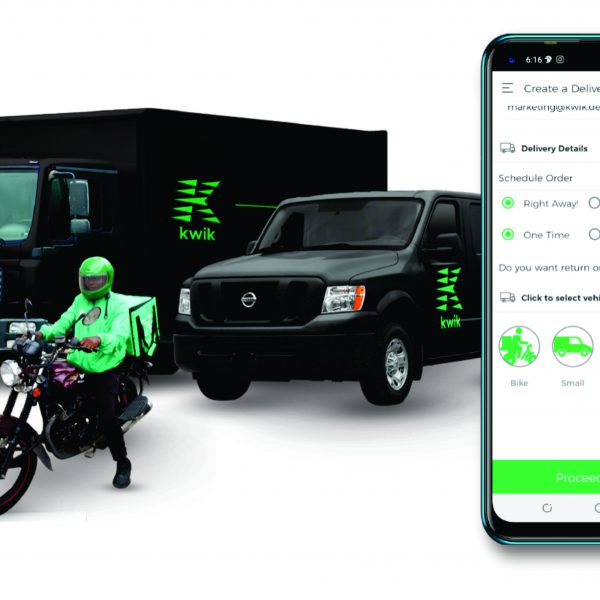 kwik
kwik
6:16
Create a Delive
marketing@kwik.de
Delivery Details
Schedule Order
Right Away!
One Time
Do you want return or
Click to select vehi
Bike
Small
Proceed